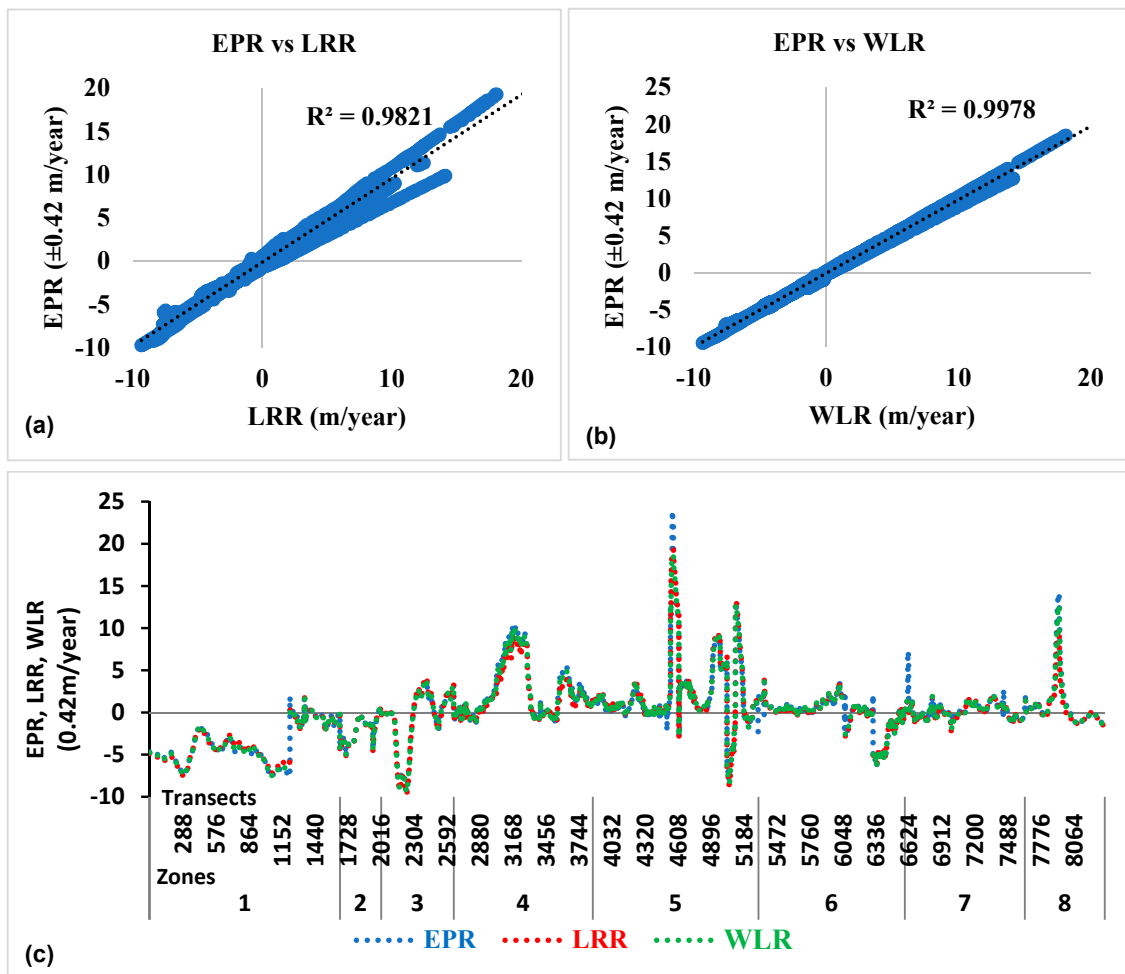 EPR vs LRR
R² = 0.9821
20
15
10
5
0
-5
-10
-10 0 10 20
EPR (±0.42 m/year)
LRR (m/year)
(a)
EPR vs WLR
R² = 0.9978
25
20
15
10
5
0
-5
-10
-10 0 10 20
EPR (±0.42 m/year)
WLR (m/year)
(b)
25
20
15
10
5
0
-5
-10
EPR, LRR, WLR
(0.42m/year)
Transects
288 576 864 1152 1440 1728 2016 2304 2592 2880 3168 3456 3744 4032 4320 4608 4896 5184 5472 5760 6048 6336 6624 6912 7200 7488 7776 8064
Zones
1 2 3 4 5 6 7 8
EPR LRR WLR
(c)